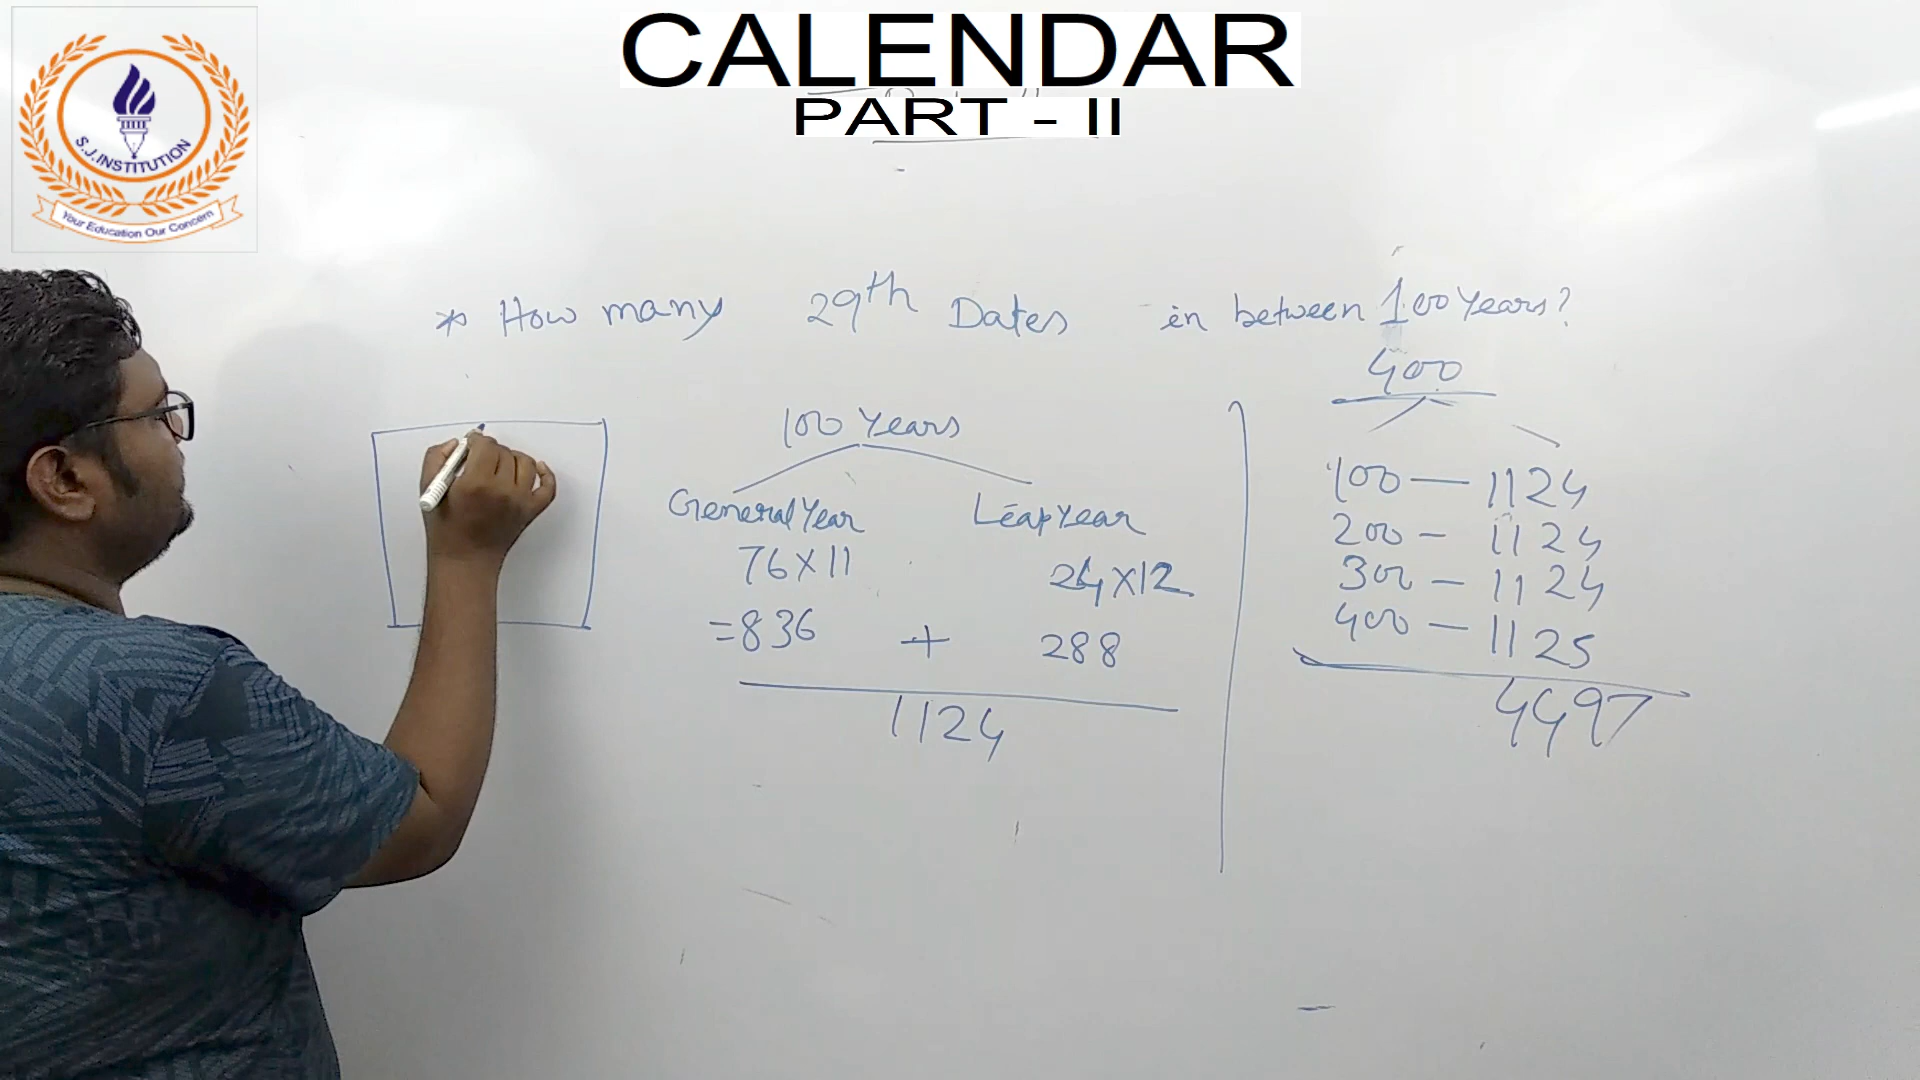 CALENDAR
PART - II
S.J.INSTITUTION
Your Education Our Concern
* How many 29th Dates in between 100 Years?
400
100 Years
General Year
76×11
=836
Leap year
24×12
+ 288
1124
100 — 1124
200 — 1124
300 — 1124
400 — 1125
4497